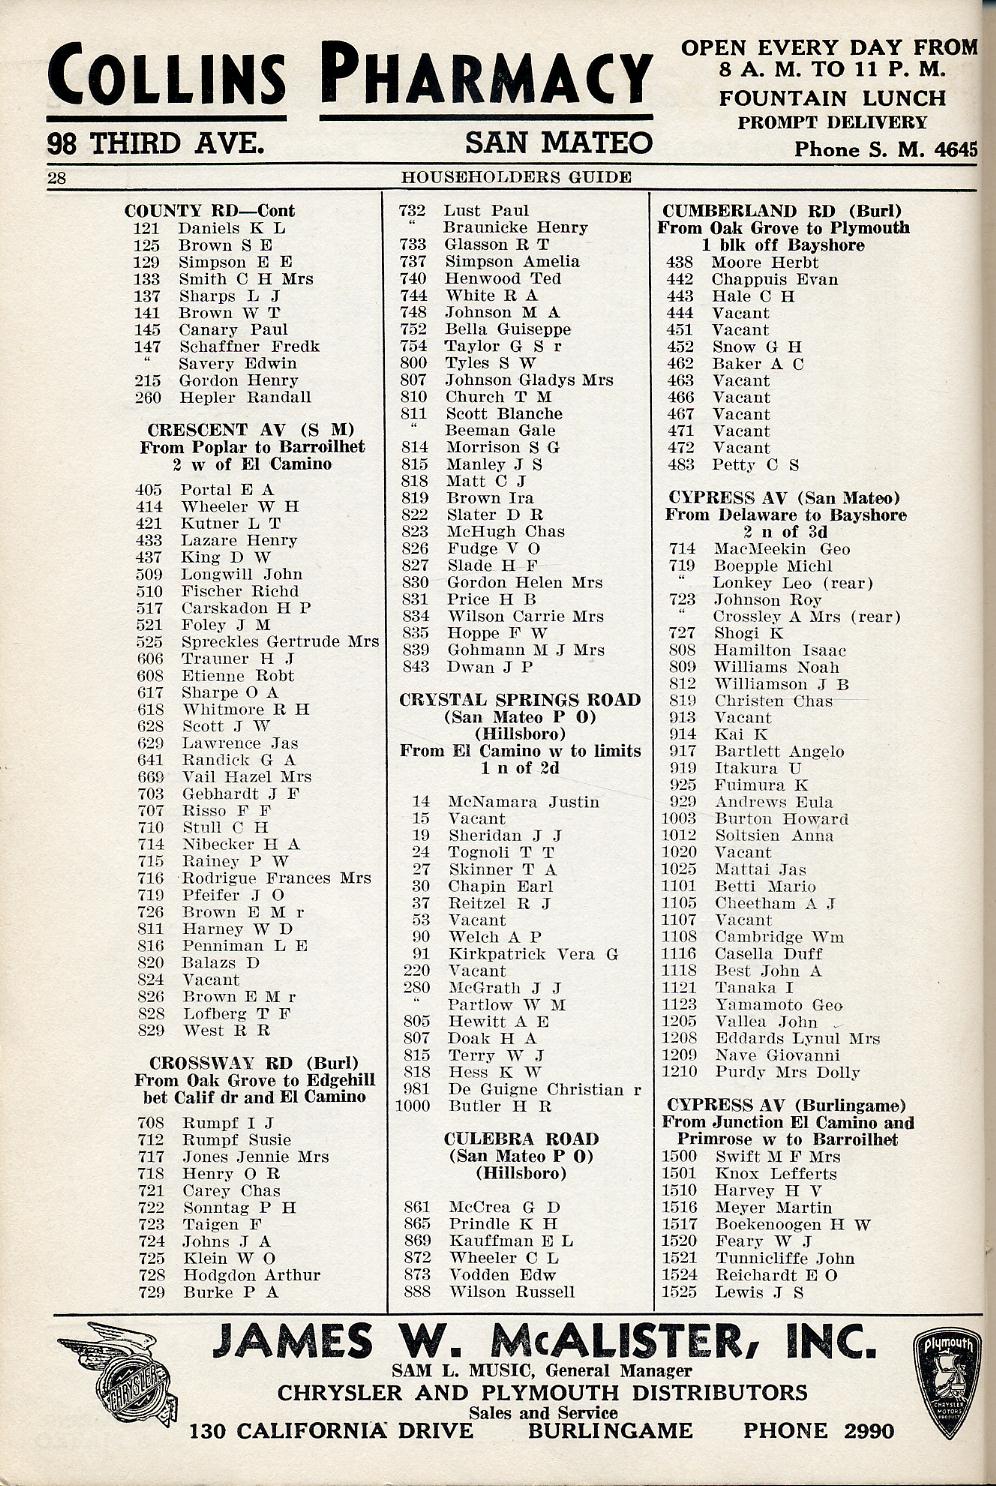 COLLINS PHARMACY
98 THIRD AVE. SAN MATEO
OPEN EVERY DAY FROM
8 A. M. TO 11 P. M.
FOUNTAIN LUNCH
PROMPT DELIVERY
Phone S. M. 4645
28 HOUSEHOLDERS GUIDE
COUNTY RD—Cont
121 Daniels K L
125 Brown S E
129 Simpson E E
133 Smith C H Mrs
137 Sharps L J
141 Brown W T
145 Canary Paul
147 Schaffner Fredk
“ Savery Edwin
215 Gordon Henry
260 Hepler Randall
CRESCENT AV (S M)
From Poplar to Barroilhet
2 w of El Camino
405 Portal E A
414 Wheeler W H
421 Kutner L T
433 Lazare Henry
437 King D W
509 Longwill John
510 Fischer Richd
517 Carskadon H P
521 Foley J M
525 Spreckles Gertrude Mrs
606 Trauner H J
608 Etienne Robt
617 Sharpe O A
618 Whitmore R H
628 Scott J W
629 Lawrence Jas
641 Randick G A
669 Vail Hazel Mrs
703 Gebhardt J F
707 Risso F F
710 Stull C H
714 Nibecker H A
715 Rainey P W
716 Rodrigue Frances Mrs
719 Pfeifer J O
726 Brown E M r
811 Harney W D
816 Penniman L E
820 Balazs D
824 Vacant
826 Brown E M r
828 Lofberg T F
829 West R R
CROSSWAY RD (Burl)
From Oak Grove to Edgehill
bet Calif dr and El Camino
708 Rumpf I J
712 Rumpf Susie
717 Jones Jennie Mrs
718 Henry O R
721 Carey Chas
722 Sonntag P H
723 Taigen F
724 Johns J A
725 Klein W O
728 Hodgdon Arthur
729 Burke P A
732 Lust Paul
“ Braunicke Henry
733 Glasson R T
737 Simpson Amelia
740 Henwood Ted
744 White R A
748 Johnson M A
752 Bella Guiseppe
754 Taylor G S r
800 Tyles S W
807 Johnson Gladys Mrs
810 Church T M
811 Scott Blanche
“ Beeman Gale
814 Morrison S G
815 Manley J S
818 Matt C J
819 Brown Ira
822 Slater D R
823 McHugh Chas
826 Fudge V O
827 Slade H F
830 Gordon Helen Mrs
831 Price H B
834 Wilson Carrie Mrs
835 Hoppe F W
839 Gohmann M J Mrs
843 Dwan J P
CRYSTAL SPRINGS ROAD
(San Mateo P O)
(Hillsboro)
From El Camino w to limits
1 n of 2d
14 McNamara Justin
15 Vacant
19 Sheridan J J
24 Tognoli T T
27 Skinner T A
30 Chapin Earl
37 Reitzel R J
53 Vacant
90 Welch A P
91 Kirkpatrick Vera G
220 Vacant
280 McGrath J J
“ Partlow W M
805 Hewitt A E
807 Doak H A
815 Terry W J
818 Hess K W
981 De Guigne Christian r
1000 Butler H R
CULEBRA ROAD
(San Mateo P O)
(Hillsboro)
861 McCrea G D
865 Prindle K H
869 Kauffman E L
872 Wheeler C L
873 Vodden Edw
888 Wilson Russell
CUMBERLAND RD (Burl)
From Oak Grove to Plymouth
1 blk off Bayshore
438 Moore Herbt
442 Chappuis Evan
443 Hale C H
444 Vacant
451 Vacant
452 Snow G H
462 Baker A C
463 Vacant
466 Vacant
467 Vacant
471 Vacant
472 Vacant
483 Petty C S
CYPRESS AV (San Mateo)
From Delaware to Bayshore
2 n of 3d
714 MacMeekin Geo
719 Boepple Michl
“ Lonkey Leo (rear)
723 Johnson Roy
“ Crossley A Mrs (rear)
727 Shogi K
808 Hamilton Isaac
809 Williams Noah
812 Williamson J B
819 Christen Chas
913 Vacant
914 Kai K
917 Bartlett Angelo
919 Itakura U
925 Fuimura K
929 Andrews Eula
1003 Burton Howard
1012 Soltsien Anna
1020 Vacant
1025 Mattai Jas
1101 Betti Mario
1105 Cheetham A J
1107 Vacant
1108 Cambridge Wm
1116 Casella Duff
1118 Best John A
1121 Tanaka I
1123 Yamamoto Geo
1205 Vallea John
1208 Eddards Lynul Mrs
1209 Nave Giovanni
1210 Purdy Mrs Dolly
CYPRESS AV (Burlingame)
From Junction El Camino and
Primrose w to Barroilhet
1500 Swift M F Mrs
1501 Knox Lefferts
1510 Harvey H V
1516 Meyer Martin
1517 Boekenoogen H W
1520 Feary W J
1521 Tunnicliffe John
1524 Reichardt E O
1525 Lewis J S
CHRYSLER
JAMES W. McALISTER, INC.
SAM L. MUSIC, General Manager
CHRYSLER AND PLYMOUTH DISTRIBUTORS
Sales and Service
130 CALIFORNIA DRIVE BURLINGAME PHONE 2990
Plymouth
CHRYSLER
MOTORS
PRODUCT